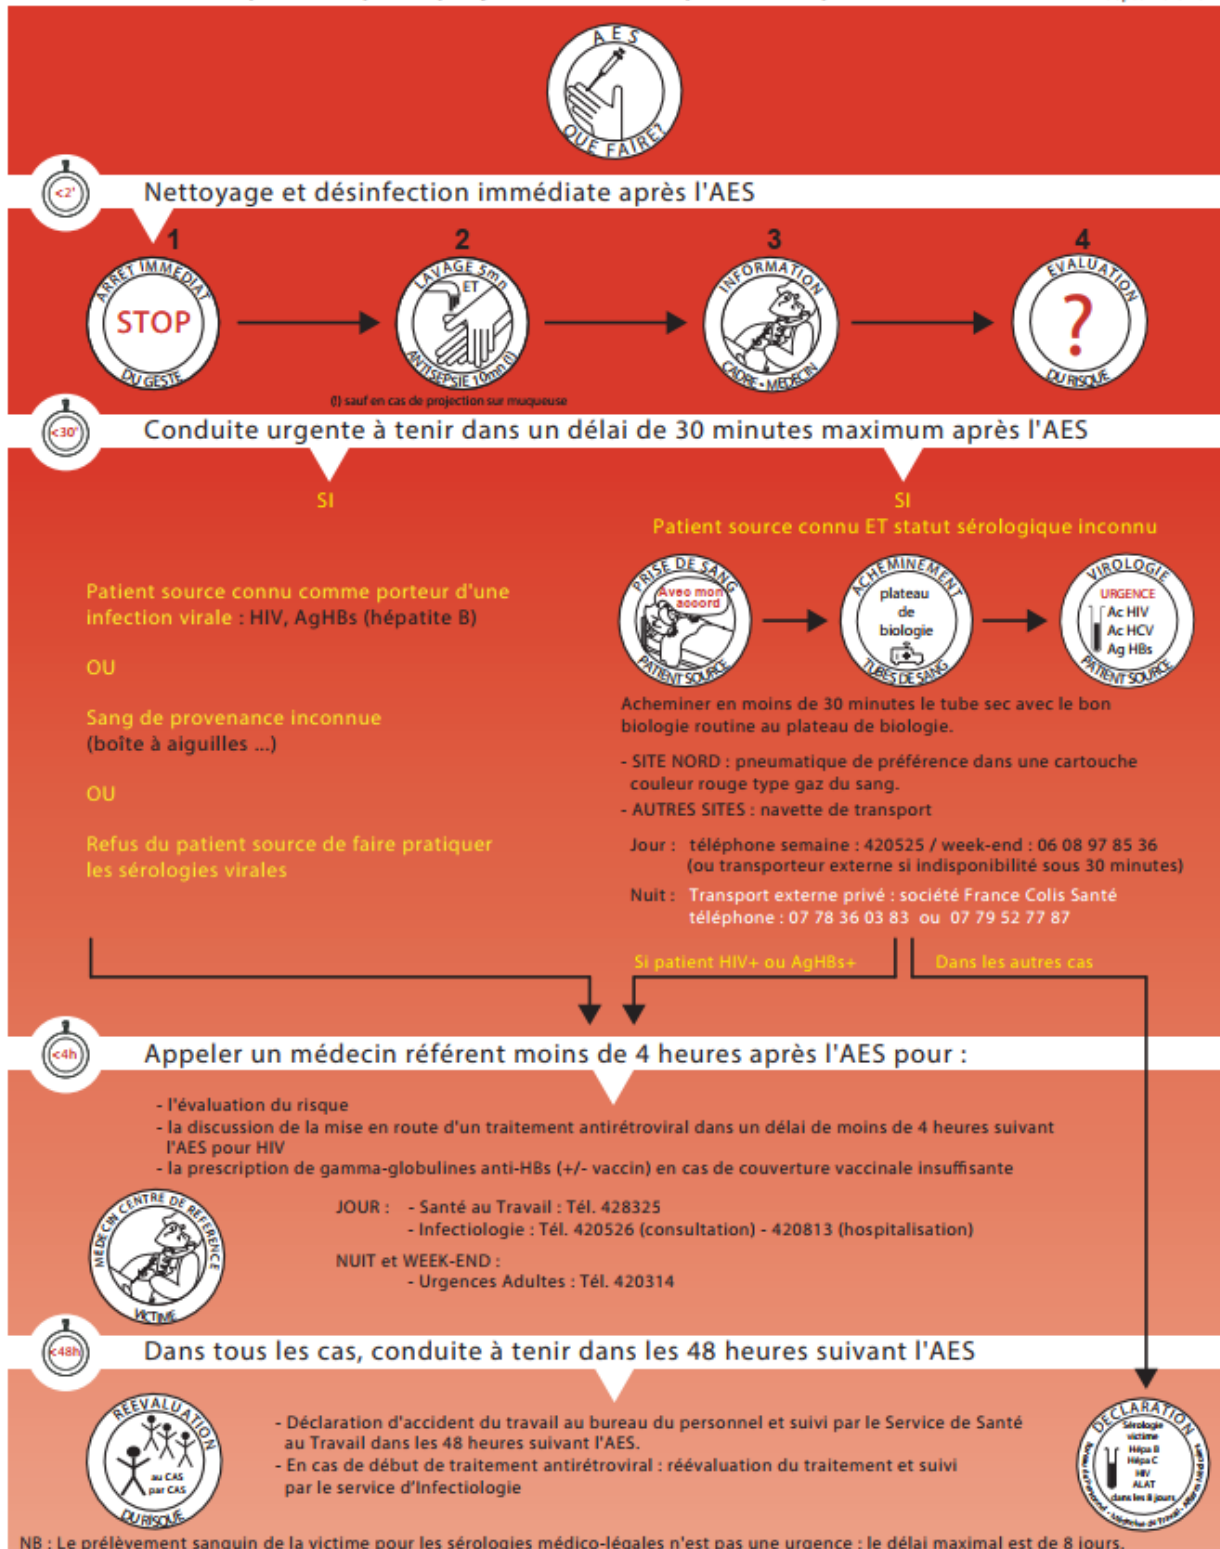 AES
QUE FAIRE?
<2'
Nettoyage et désinfection immédiate après l'AES
1
2
3
4
ARRÊT IMMEDIAT
STOP
DU GESTE
LAVAGE 5mn
ET
ANTISEPSIE 10mn (I)
INFORMATION
CADRE - MEDECIN
EVALUATION
?
DU RISQUE
(I) sauf en cas de projection sur muqueuse
<30'
Conduite urgente à tenir dans un délai de 30 minutes maximum après l'AES
SI
Patient source connu comme porteur d'une
infection virale : HIV, AgHBs (hépatite B)
OU
Sang de provenance inconnue
(boîte à aiguilles ...)
OU
Refus du patient source de faire pratiquer
les sérologies virales
SI
Patient source connu ET statut sérologique inconnu
PRISE DE SANG
Avec mon
accord
PATIENT SOURCE
ACHEMINEMENT
plateau
de
biologie
TUBES DE SANG
VIROLOGIE
URGENCE
Ac HIV
Ac HCV
Ag HBs
PATIENT SOURCE
Acheminer en moins de 30 minutes le tube sec avec le bon
biologie routine au plateau de biologie.
- SITE NORD : pneumatique de préférence dans une cartouche
couleur rouge type gaz du sang.
- AUTRES SITES : navette de transport
Jour : téléphone semaine : 420525 / week-end : 06 08 97 85 36
(ou transporteur externe si indisponibilité sous 30 minutes)
Nuit : Transport externe privé : société France Colis Santé
téléphone : 07 78 36 03 83 ou 07 79 52 77 87
Si patient HIV+ ou AgHBs+
Dans les autres cas
<4h
Appeler un médecin référent moins de 4 heures après l'AES pour :
- l'évaluation du risque
- la discussion de la mise en route d'un traitement antirétroviral dans un délai de moins de 4 heures suivant
l'AES pour HIV
- la prescription de gamma-globulines anti-HBs (+/- vaccin) en cas de couverture vaccinale insuffisante
MÉDECIN CENTRE DE REFERENCE
VICTIME
JOUR : - Santé au Travail : Tél. 428325
- Infectiologie : Tél. 420526 (consultation) - 420813 (hospitalisation)
NUIT et WEEK-END :
- Urgences Adultes : Tél. 420314
<48h
Dans tous les cas, conduite à tenir dans les 48 heures suivant l'AES
RÉEVALUATION
au CAS
par CAS
DU RISQUE
- Déclaration d'accident du travail au bureau du personnel et suivi par le Service de Santé
au Travail dans les 48 heures suivant l'AES.
- En cas de début de traitement antirétroviral : réévaluation du traitement et suivi
par le service d'Infectiologie
DECLARATION
Sérologie
victime
Hépa B
Hépa C
HIV
ALAT
dans les 8 jours
Médecine du Travail
NB : Le prélèvement sanguin de la victime pour les sérologies médico-légales n'est pas une urgence : le délai maximal est de 8 jours.